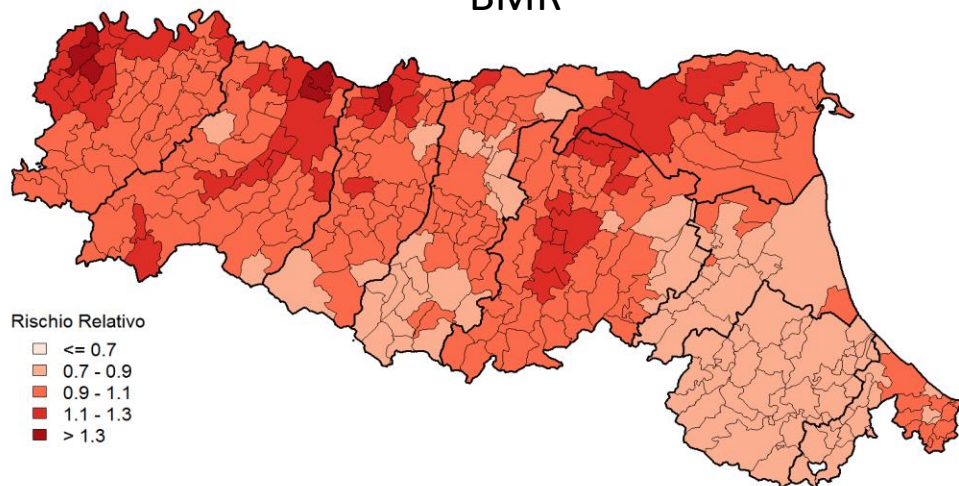 BMR
Rischio Relativo
<= 0.7
0.7 - 0.9
0.9 - 1.1
1.1 - 1.3
> 1.3